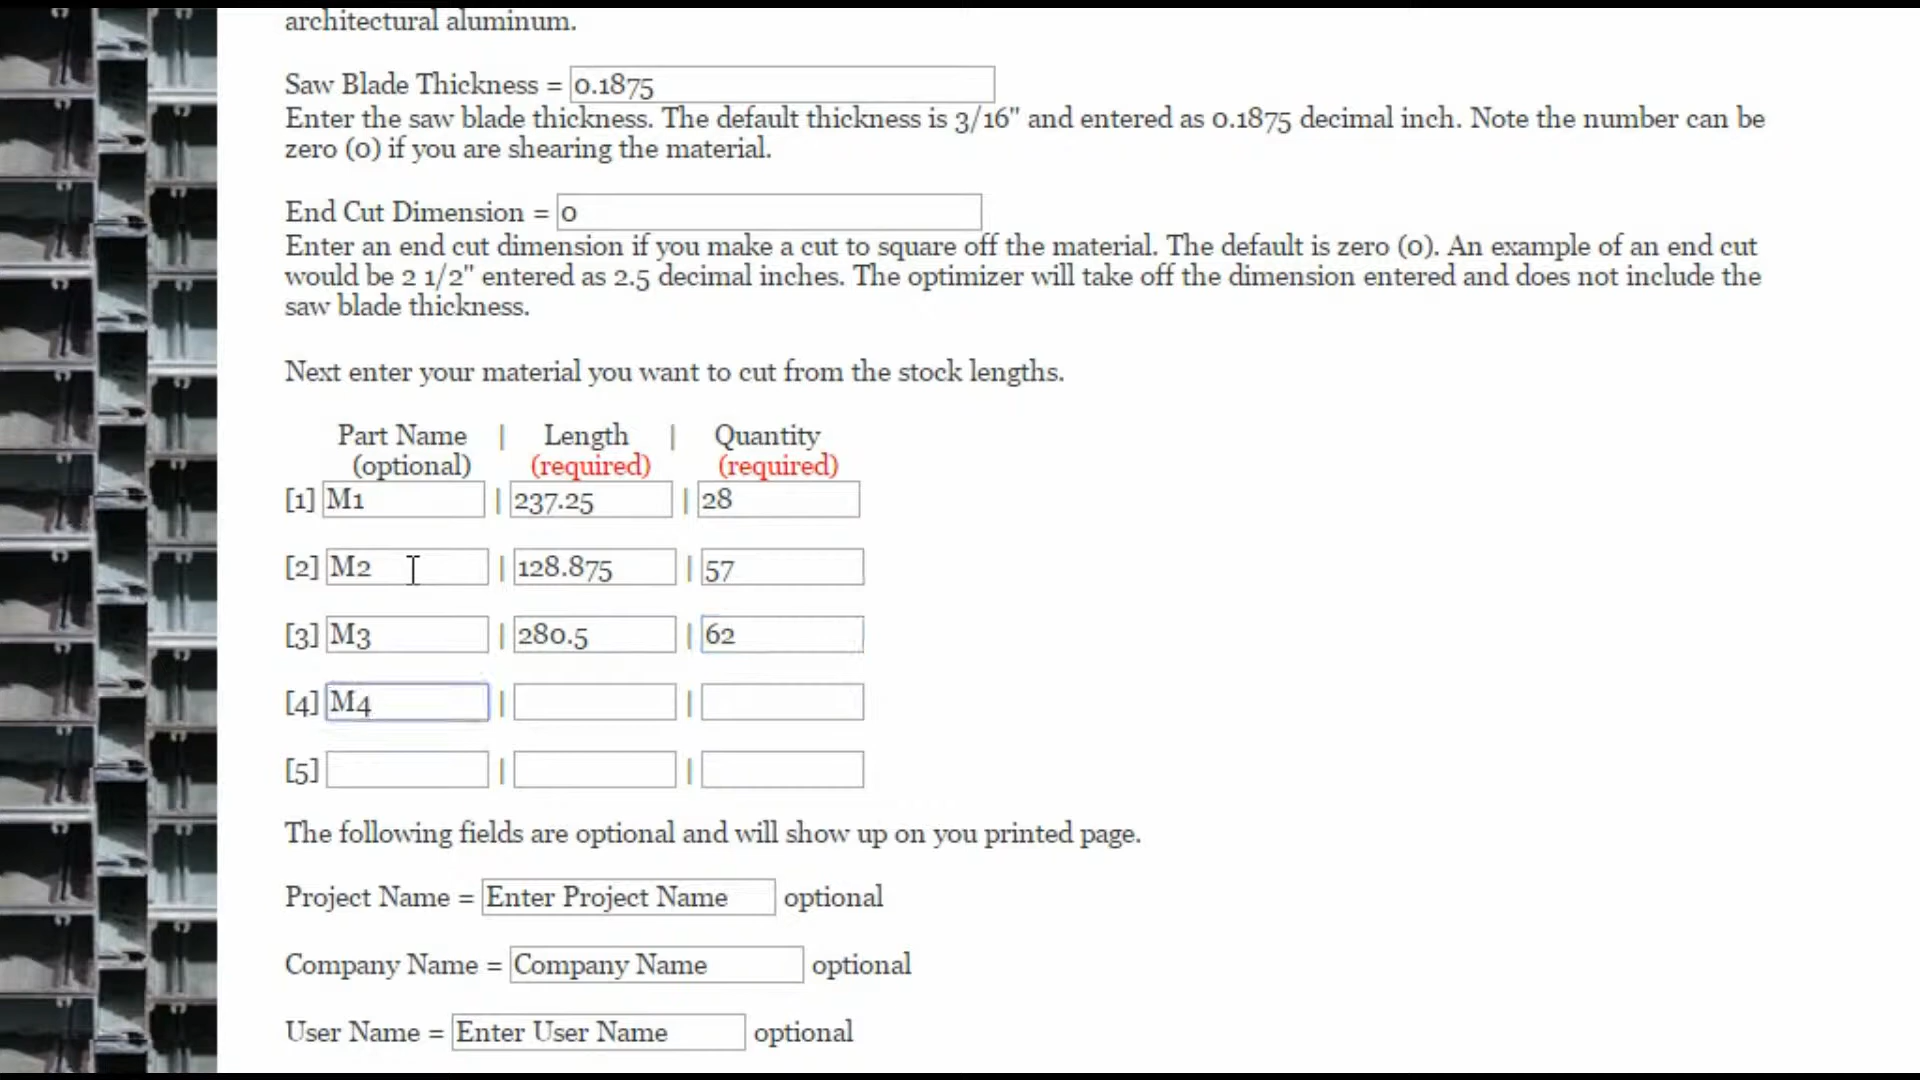 architectural aluminum.
Saw Blade Thickness = 0.1875
Enter the saw blade thickness. The default thickness is 3/16" and entered as 0.1875 decimal inch. Note the number can be
zero (0) if you are shearing the material.
End Cut Dimension = 0
Enter an end cut dimension if you make a cut to square off the material. The default is zero (0). An example of an end cut
would be 2 1/2" entered as 2.5 decimal inches. The optimizer will take off the dimension entered and does not include the
saw blade thickness.
Next enter your material you want to cut from the stock lengths.
Part Name | Length | Quantity
(optional) (required) (required)
[1] M1 | 237.25 | 28
[2] M2 | 128.875 | 57
[3] M3 | 280.5 | 62
[4] M4 | |
[5] | |
The following fields are optional and will show up on you printed page.
Project Name = Enter Project Name optional
Company Name = Company Name optional
User Name = Enter User Name optional